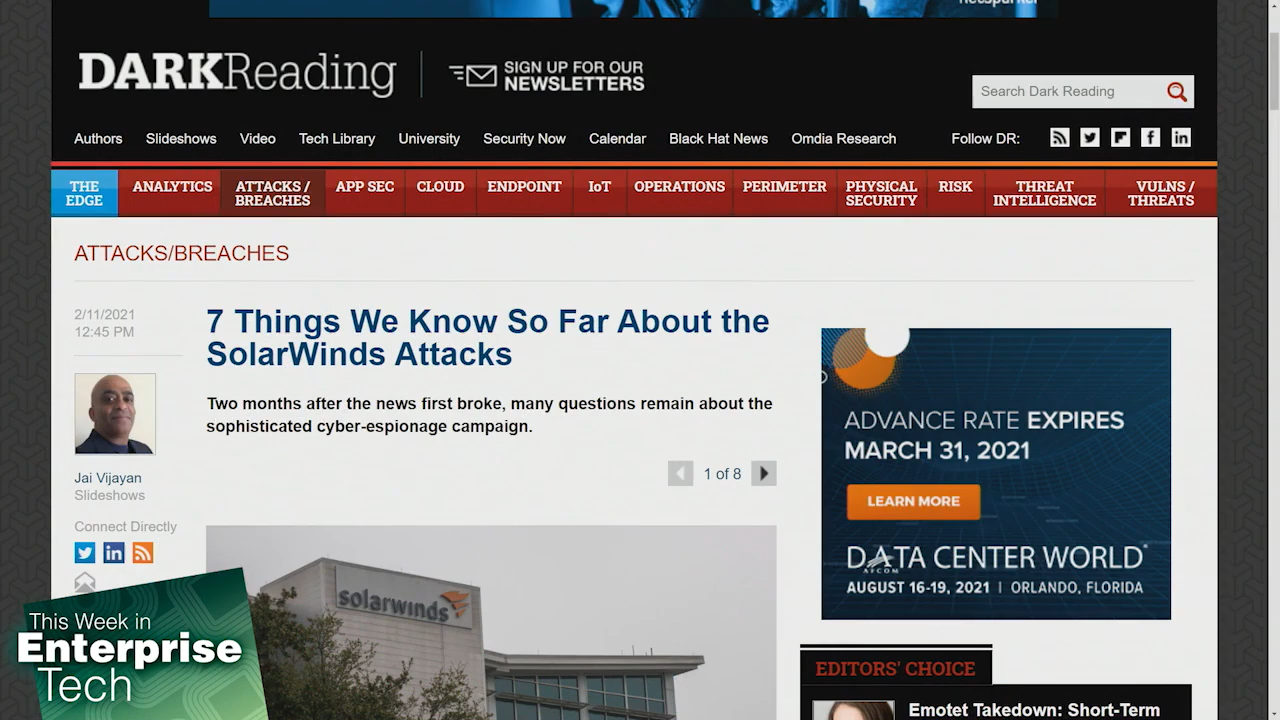 netsparker
DARKReading
SIGN UP FOR OUR
NEWSLETTERS
Search Dark Reading
Authors Slideshows Video Tech Library University Security Now Calendar Black Hat News Omdia Research Follow DR:
THE EDGE
ANALYTICS
ATTACKS / BREACHES
APP SEC
CLOUD
ENDPOINT
IoT
OPERATIONS
PERIMETER
PHYSICAL SECURITY
RISK
THREAT INTELLIGENCE
VULNS / THREATS
ATTACKS/BREACHES
2/11/2021
12:45 PM
Jai Vijayan
Slideshows
Connect Directly
7 Things We Know So Far About the
SolarWinds Attacks
Two months after the news first broke, many questions remain about the
sophisticated cyber-espionage campaign.
1 of 8
solarwinds
ADVANCE RATE EXPIRES
MARCH 31, 2021
LEARN MORE
AFCOM
DATA CENTER WORLD
AUGUST 16-19, 2021 | ORLANDO, FLORIDA
EDITORS' CHOICE
Emotet Takedown: Short-Term
This Week in
Enterprise
Tech